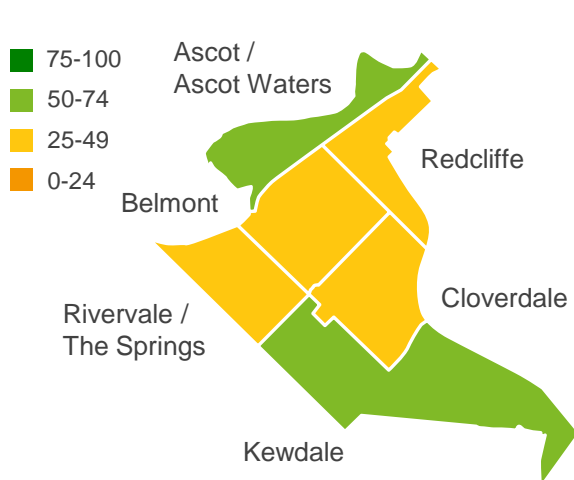 75-100
50-74
25-49
0-24
Ascot /
Ascot Waters
Redcliffe
Belmont
Cloverdale
Rivervale /
The Springs
Kewdale